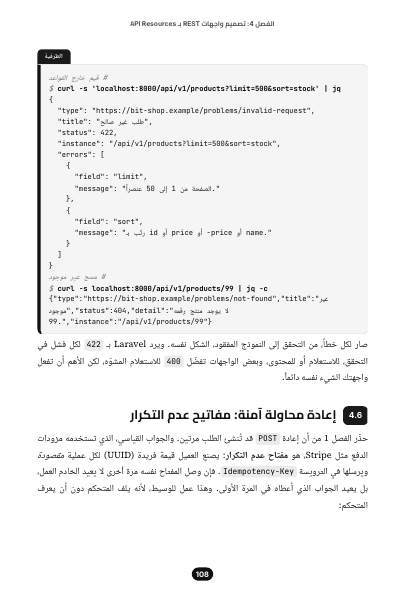 الفصل 4: تصميم واجهات REST بـ API Resources
الطرفية
# قيم خارج القواعد
$ curl -s 'localhost:8000/api/v1/products?limit=500&sort=stock' | jq
{
"type": "https://bit-shop.example/problems/invalid-request",
"title": "طلب غير صالح",
"status": 422,
"instance": "/api/v1/products?limit=500&sort=stock",
"errors": [
{
"field": "limit",
"message": "الصفحة من 1 إلى 50 عنصراً."
},
{
"field": "sort",
"message": "رتّب بـ id أو price أو -price أو name."
}
]
}
# منتج غير موجود
$ curl -s localhost:8000/api/v1/products/99 | jq -c
{"type":"https://bit-shop.example/problems/not-found","title":"غير
موجود","status":404,"detail":"لا يوجد منتج رقمه
99.","instance":"/api/v1/products/99"}
صار لكل خطأ، من التحقق إلى النموذج المفقود، الشكل نفسه. ويرد Laravel بـ 422 لكل فشل في
التحقق، للاستعلام أو للمحتوى، وبعض الواجهات تفضّل 400 للاستعلام المشوّه، لكن الأهم أن تفعل
واجهتك الشيء نفسه دائماً.
4.6 إعادة محاولة آمنة: مفاتيح عدم التكرار
حذّر الفصل 1 من أن إعادة POST قد تُنشئ الطلب مرتين. والجواب القياسي، الذي تستخدمه مزودات
الدفع مثل Stripe، هو مفتاح عدم التكرار: يصنع العميل قيمة فريدة (UUID) لكل عملية مقصودة
ويرسلها في الترويسة Idempotency-Key. فإن وصل المفتاح نفسه مرة أخرى لا يعيد الخادم العمل،
بل يعيد الجواب الذي أعطاه في المرة الأولى. وهذا عمل للوسيط، لأنه يلف المتحكم دون أن يعرف
المتحكم:
108